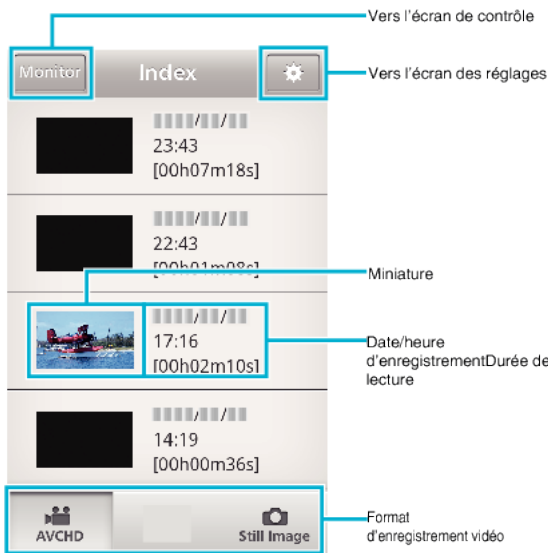 Vers l'écran de contrôle
Monitor
Index
Vers l'écran des réglages
23:43
[00h07m18s]
22:43
[00h01m08s]
Miniature
17:16
[00h02m10s]
Date/heure
d'enregistrementDurée de
lecture
14:19
[00h00m36s]
AVCHD
Still Image
Format
d'enregistrement vidéo